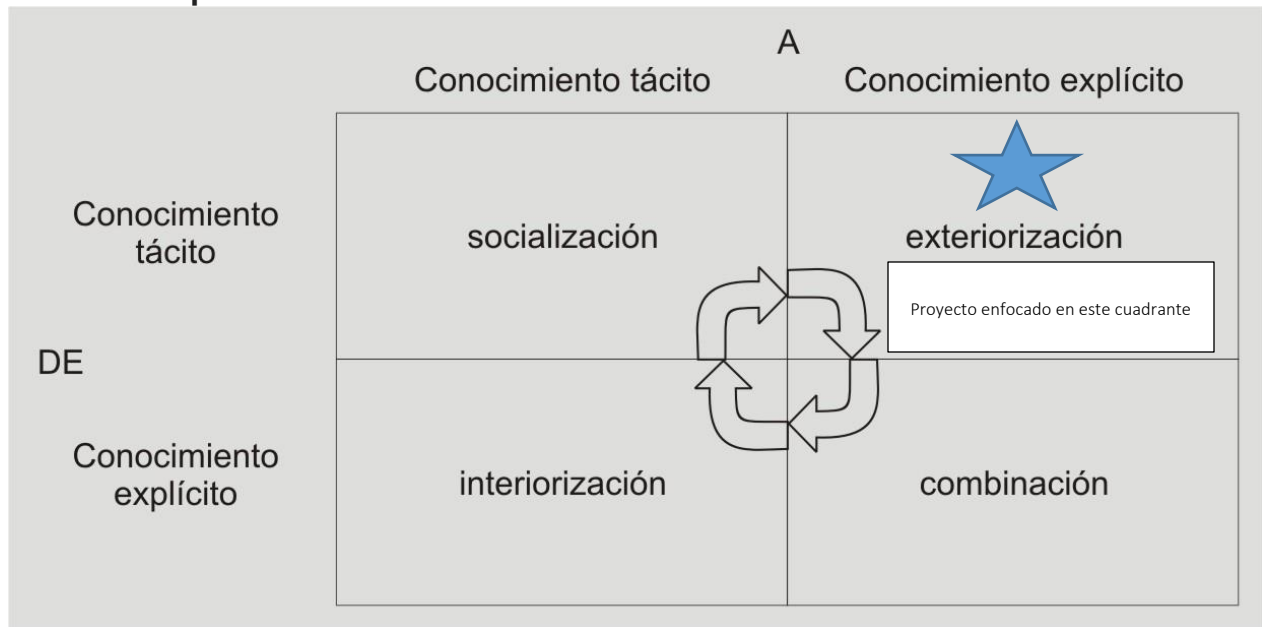 A
Conocimiento tácito
Conocimiento explícito
Conocimiento
tácito
socialización
exteriorización
Proyecto enfocado en este cuadrante
DE
Conocimiento
explícito
interiorización
combinación